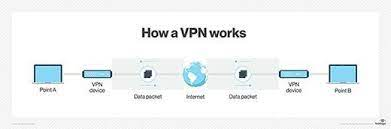 How a VPN works
Point A
VPN
device
Data packet
Internet
Data packet
VPN
device
Point B